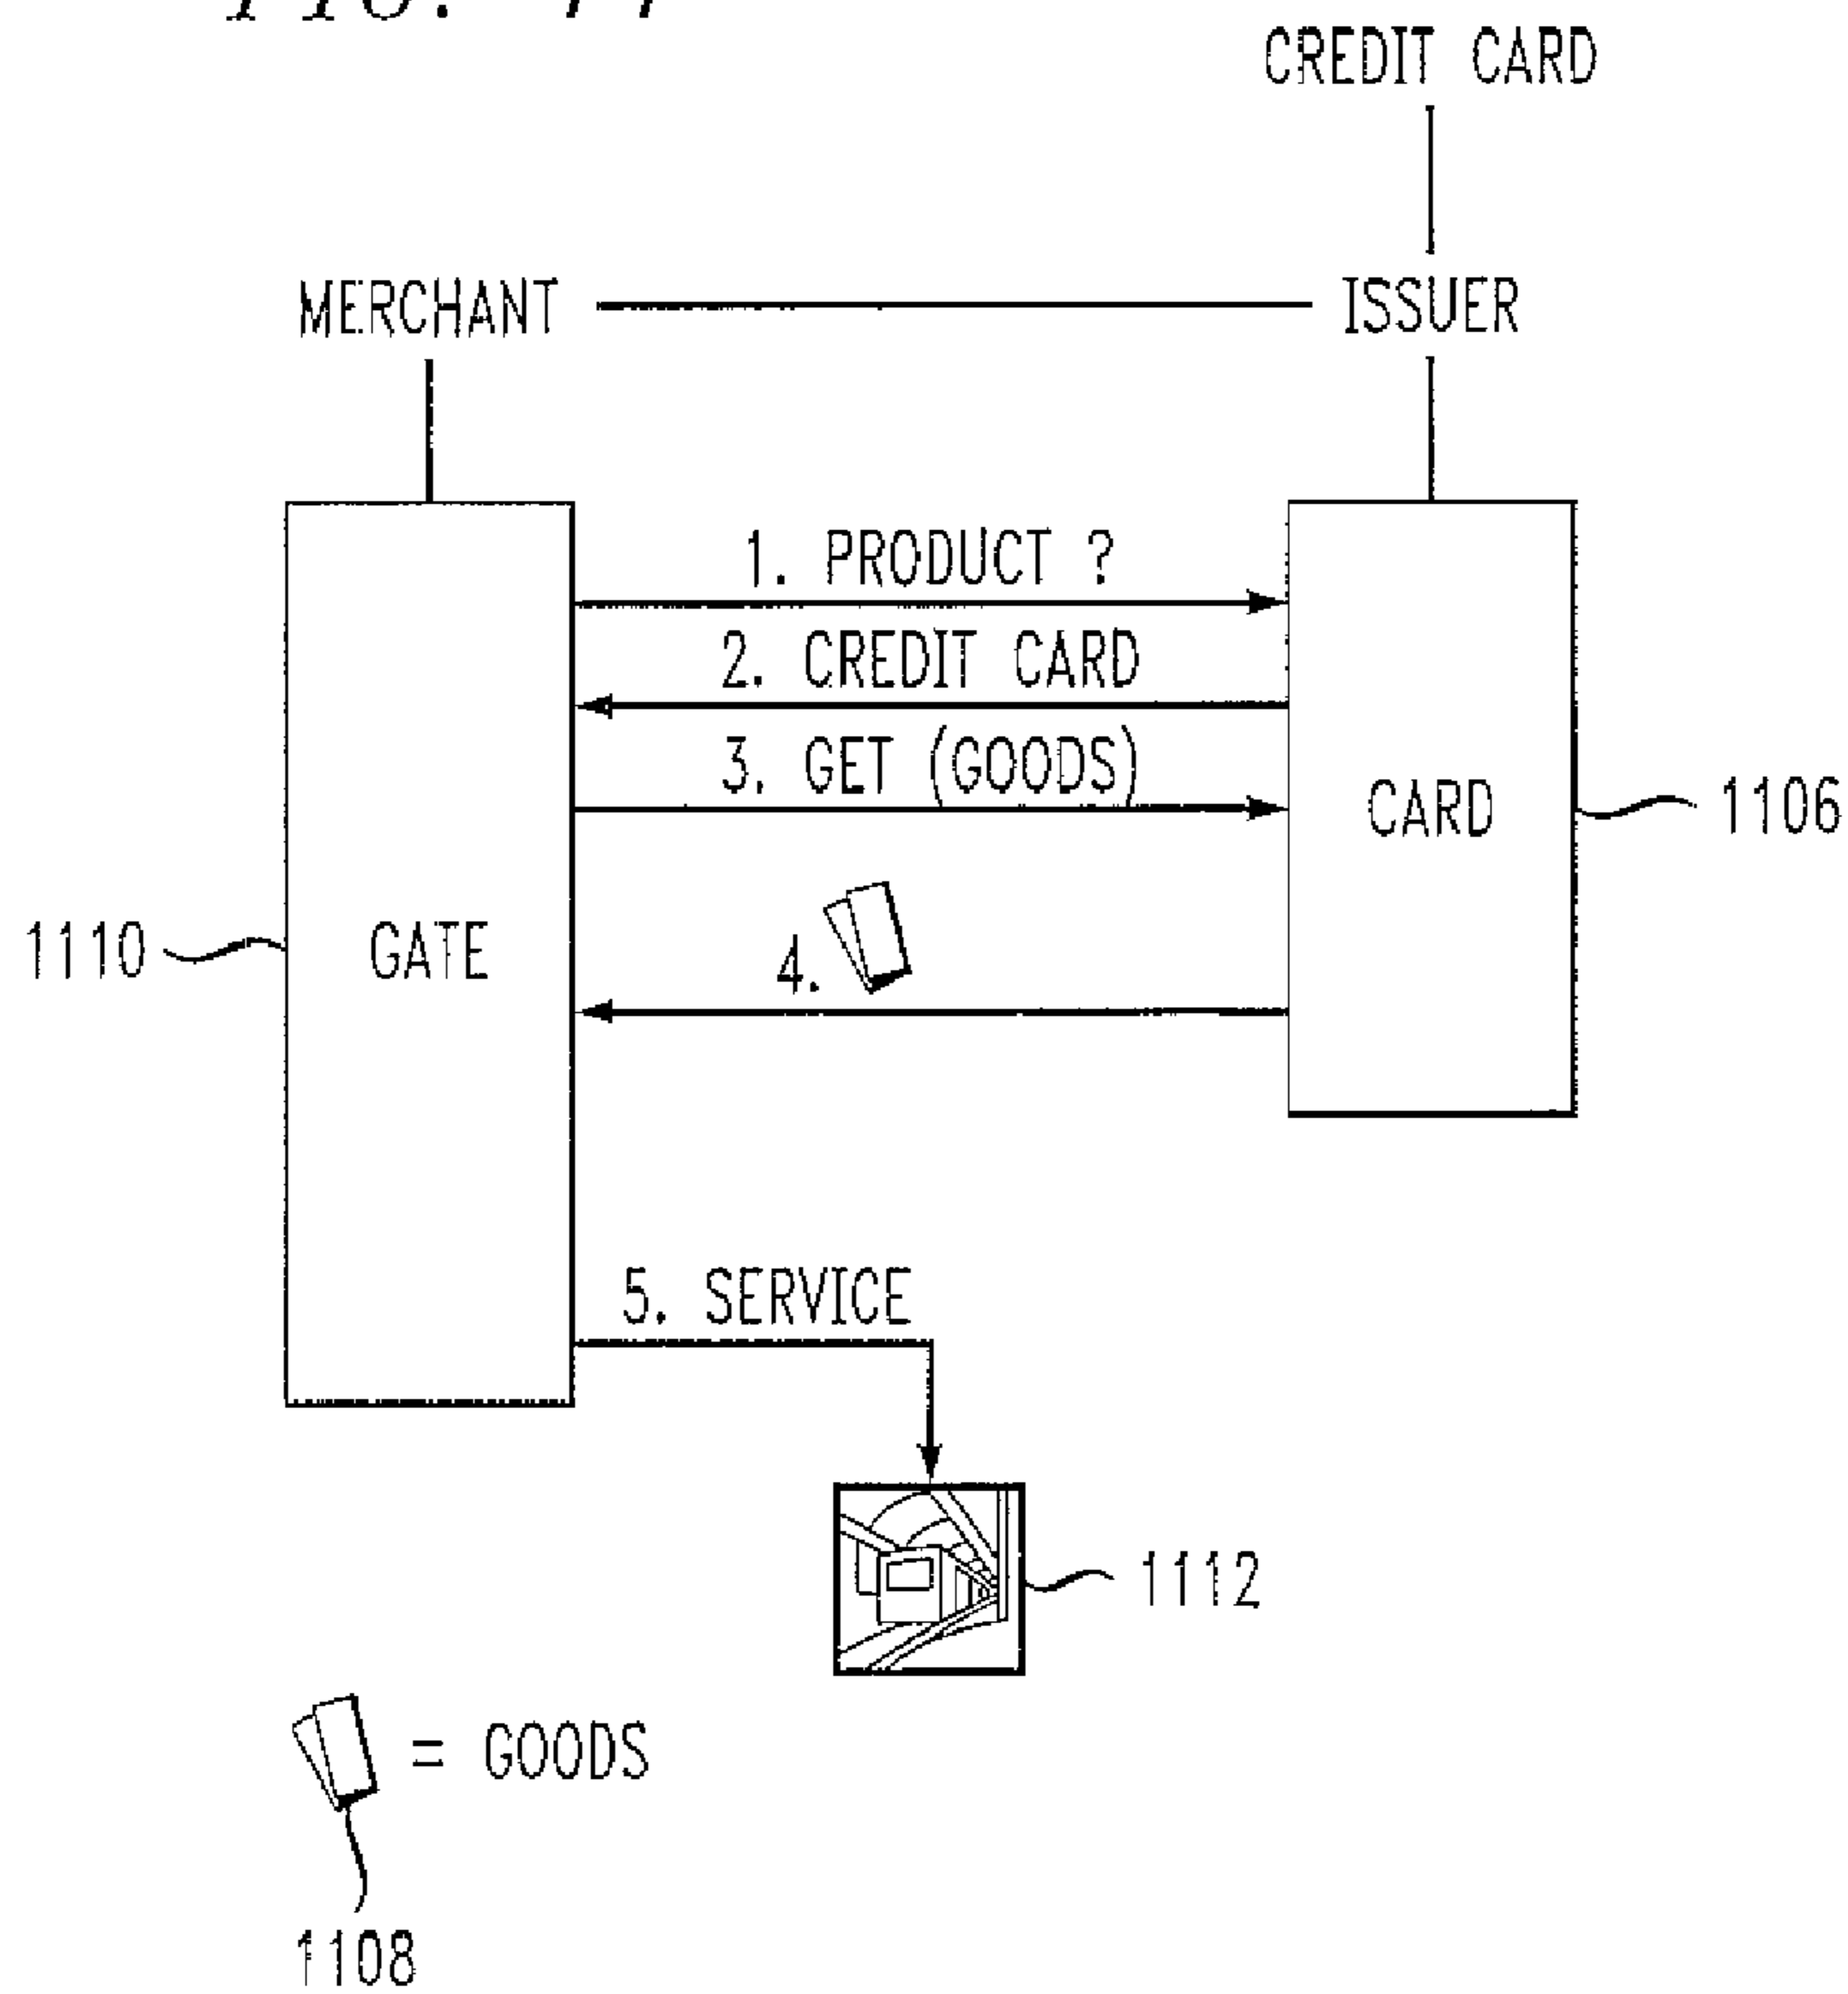 CREDIT CARD
MERCHANT
ISSUER
1. PRODUCT ?
2. CREDIT CARD
3. GET (GOODS)
CARD
1106
1110
GATE
4.
5. SERVICE
1112
= GOODS
1108